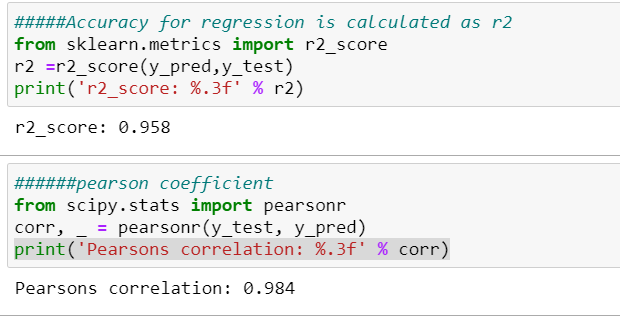 #####Accuracy for regression is calculated as r2
from sklearn.metrics import r2_score
r2 =r2_score(y_pred,y_test)
print('r2_score: %.3f' % r2)
r2_score: 0.958
######pearson coefficient
from scipy.stats import pearsonr
corr, _ = pearsonr(y_test, y_pred)
print('Pearsons correlation: %.3f' % corr)
Pearsons correlation: 0.984